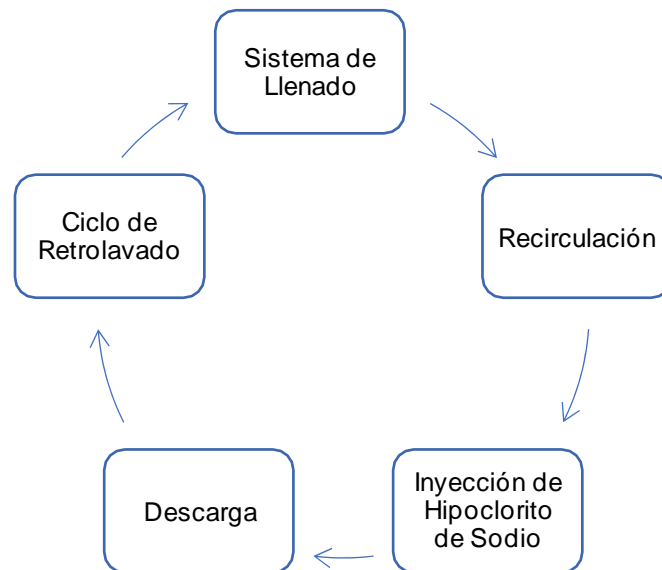 Sistema de
Llenado
Recirculación
Inyección de
Hipoclorito
de Sodio
Descarga
Ciclo de
Retrolavado